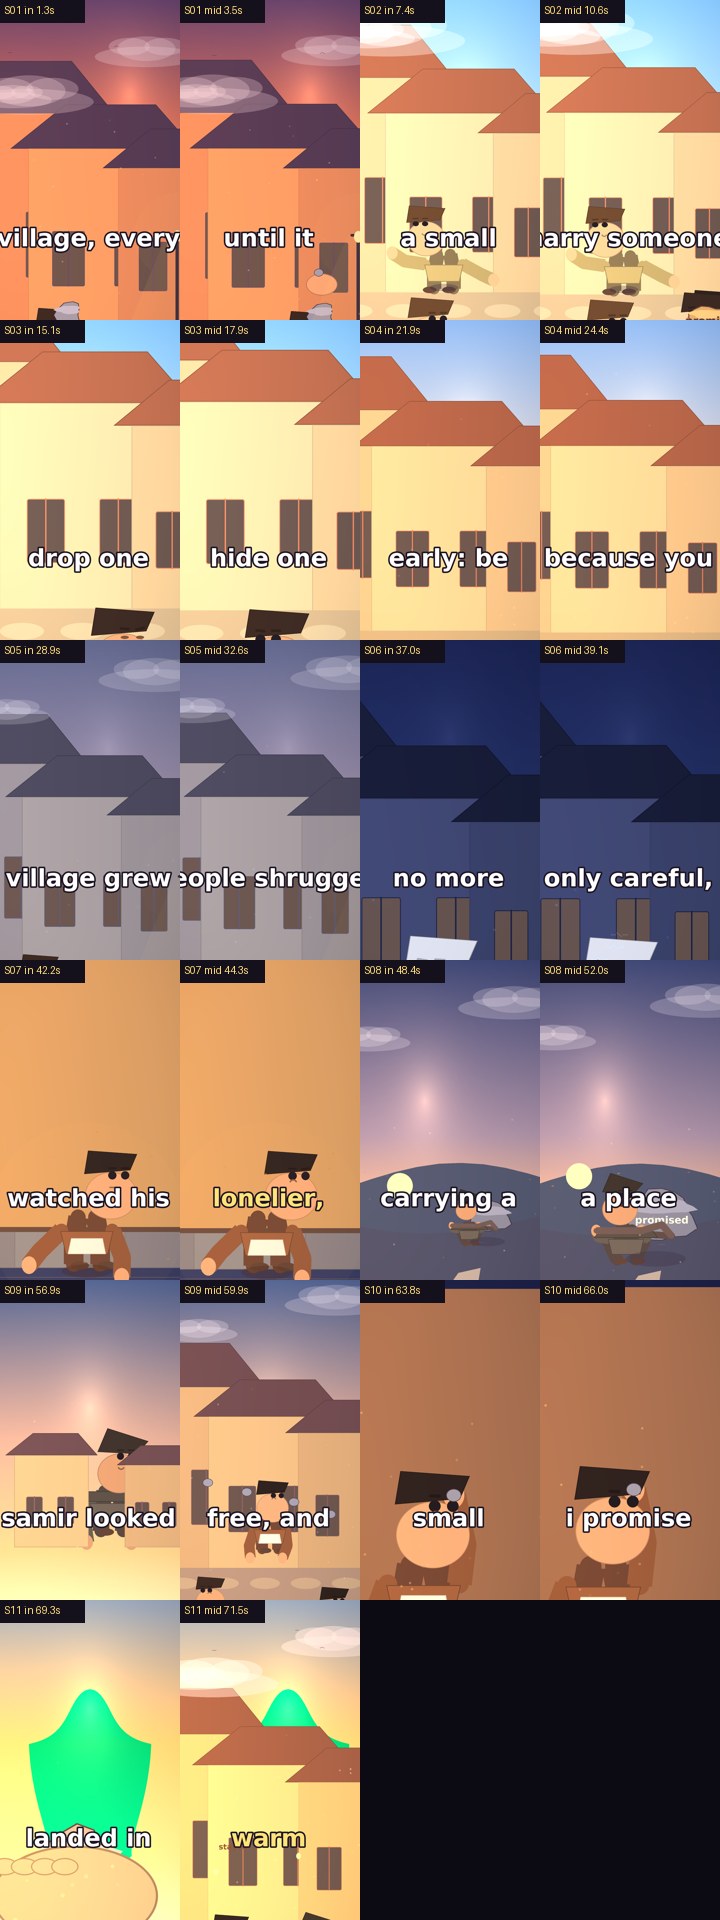 S01 in 1.3s
S01 mid 3.5s
S02 in 7.4s
S02 mid 10.6s
village, every
until it
a small
arry someone
S03 in 15.1s
S03 mid 17.9s
S04 in 21.9s
S04 mid 24.4s
drop one
hide one
early: be
because you
S05 in 28.9s
S05 mid 32.6s
S06 in 37.0s
S06 mid 39.1s
village grew
eople shrugge
no more
only careful,
S07 in 42.2s
S07 mid 44.3s
S08 in 48.4s
S08 mid 52.0s
watched his
lonelier,
carrying a
a place
promised
S09 in 56.9s
S09 mid 59.9s
S10 in 63.8s
S10 mid 66.0s
samir looked
free, and
small
i promise
S11 in 69.3s
S11 mid 71.5s
landed in
warm